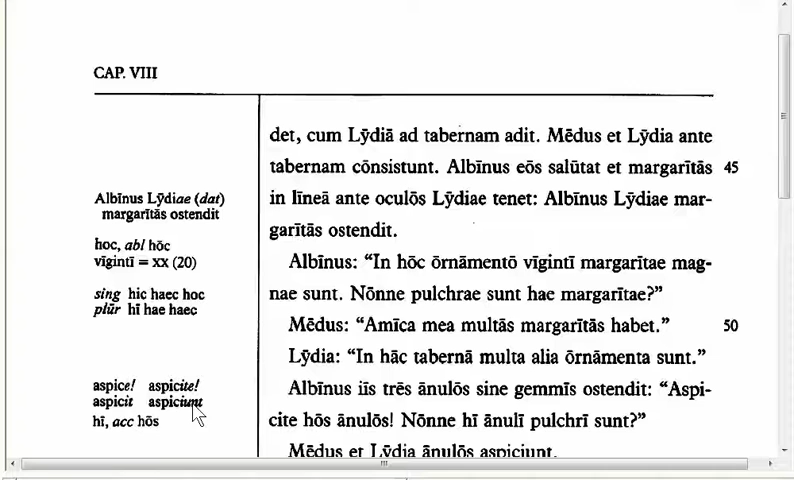 CAP. VIII
det, cum Lȳdiā ad tabernam adit. Mēdus et Lȳdia ante
tabernam cōnsistunt. Albīnus eōs salūtat et margarītās 45
in līneā ante oculōs Lȳdiae tenet: Albīnus Lȳdiae mar-
garītās ostendit.
Albīnus: “In hōc ōrnāmentō vīgintī margarītae mag-
nae sunt. Nōnne pulchrae sunt hae margarītae?”
Mēdus: “Amīca mea multās margarītās habet.” 50
Lȳdia: “In hāc tabernā multa alia ōrnāmenta sunt.”
Albīnus iīs trēs ānulōs sine gemmīs ostendit: “Aspi-
cite hōs ānulōs! Nōnne hī ānulī pulchrī sunt?”
Mēdus et Lȳdia ānulōs aspiciunt.
Albīnus Lȳdiae (dat)
margarītās ostendit
hoc, abl hōc
vīgintī = XX (20)
sing hic haec hoc
plūr hī hae haec
aspice! aspicite!
aspicit aspiciunt
hī, acc hōs